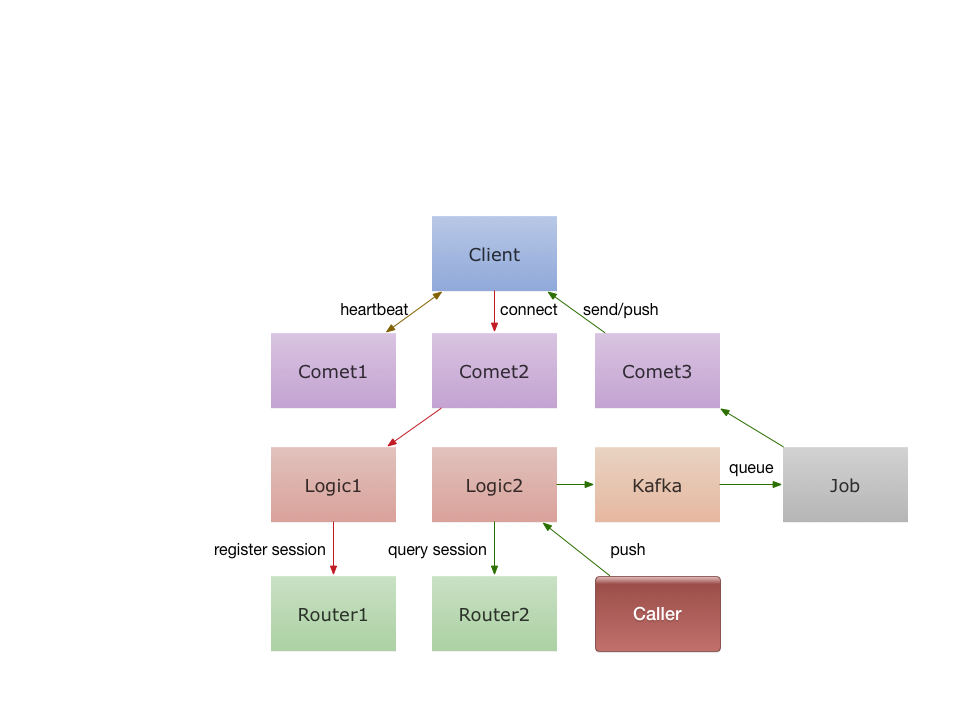 Client
heartbeat
connect
send/push
Comet1
Comet2
Comet3
Logic1
Logic2
Kafka
queue
Job
register session
query session
push
Router1
Router2
Caller